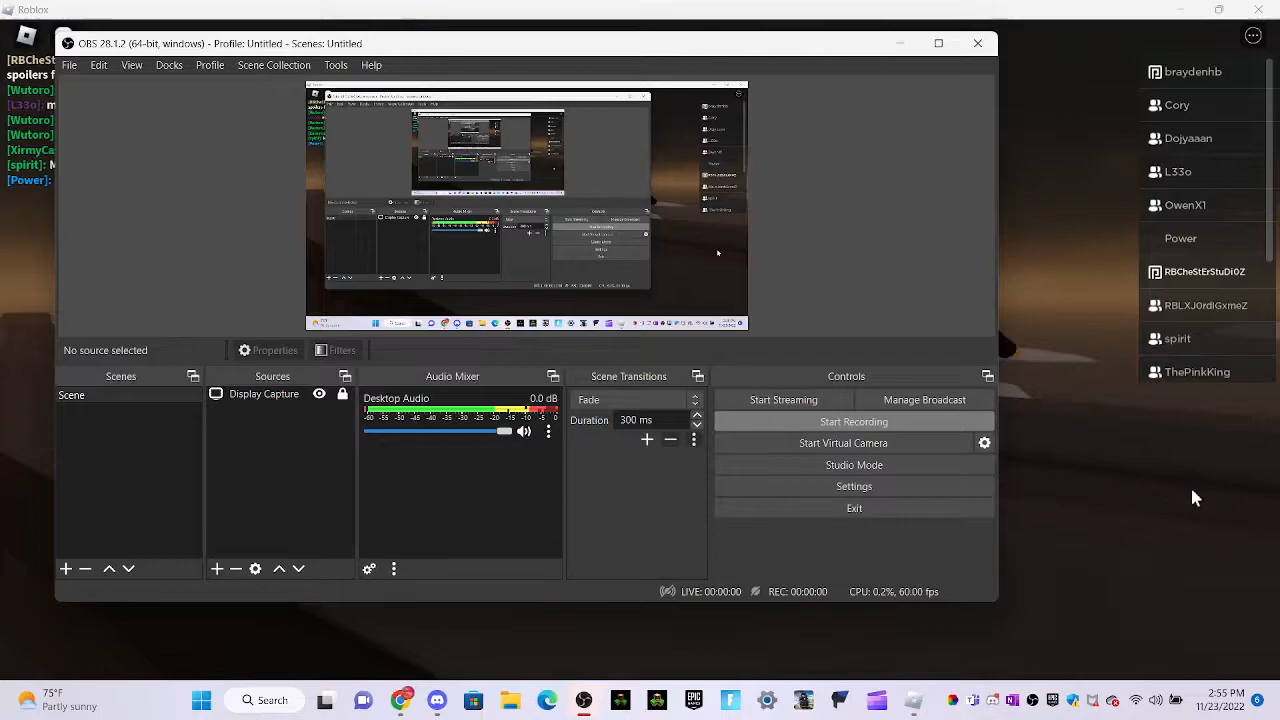 Roblox
OBS 28.1.2 (64-bit, windows) - Profile: Untitled - Scenes: Untitled
[RBCheSt
spoilers f
[Wutoro]
[L33o]: m
[Wutoro]
[Wutoro]
[XirmyCa
[spirit]: M
[Power]:
File Edit View Docks Profile Scene Collection Tools Help
braydenhb
Cory
Dojyaaan
L33o
OwenX1
Power
RBCheStErStuDi0Z
RBLXJ0rdIGxmeZ
spirit
ThePinkKing
No source selected
Properties
Filters
Scenes
Sources
Audio Mixer
Scene Transitions
Controls
Scene
Display Capture
Desktop Audio 0.0 dB
-60 -55 -50 -45 -40 -35 -30 -25 -20 -15 -10 -5 0
Fade
Duration 300 ms
Start Streaming
Manage Broadcast
Start Recording
Start Virtual Camera
Studio Mode
Settings
Exit
LIVE: 00:00:00
REC: 00:00:00
CPU: 0.2%, 60.00 fps
75°F
Partly sunny
Search
EPIC GAMES
2:55 PM
11/23/2022
6